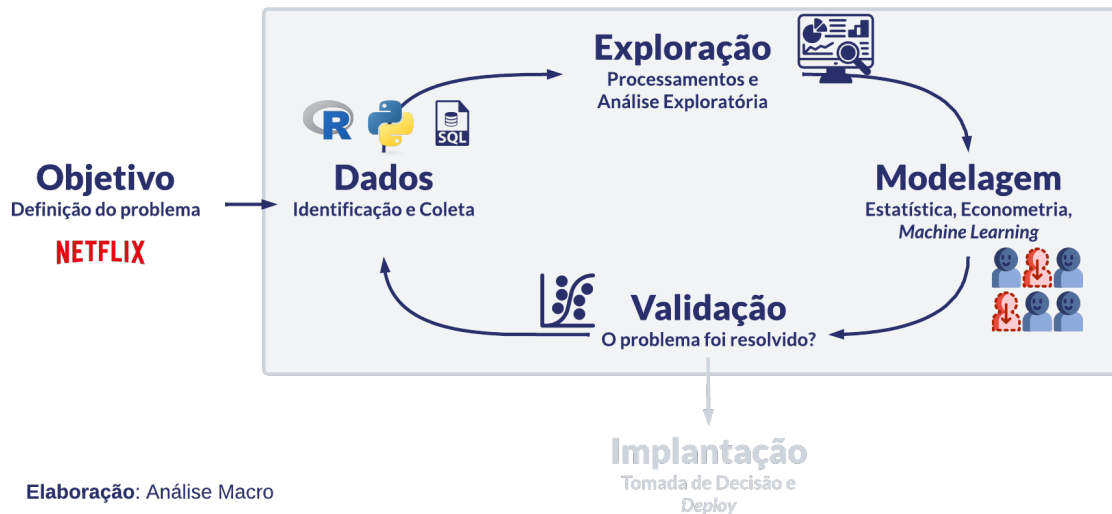 Exploração
Processamentos e
Análise Exploratória
R
SQL
Objetivo
Definição do problema
NETFLIX
Dados
Identificação e Coleta
Modelagem
Estatística, Econometria,
Machine Learning
Validação
O problema foi resolvido?
Implantação
Tomada de Decisão e
Deploy
Elaboração: Análise Macro